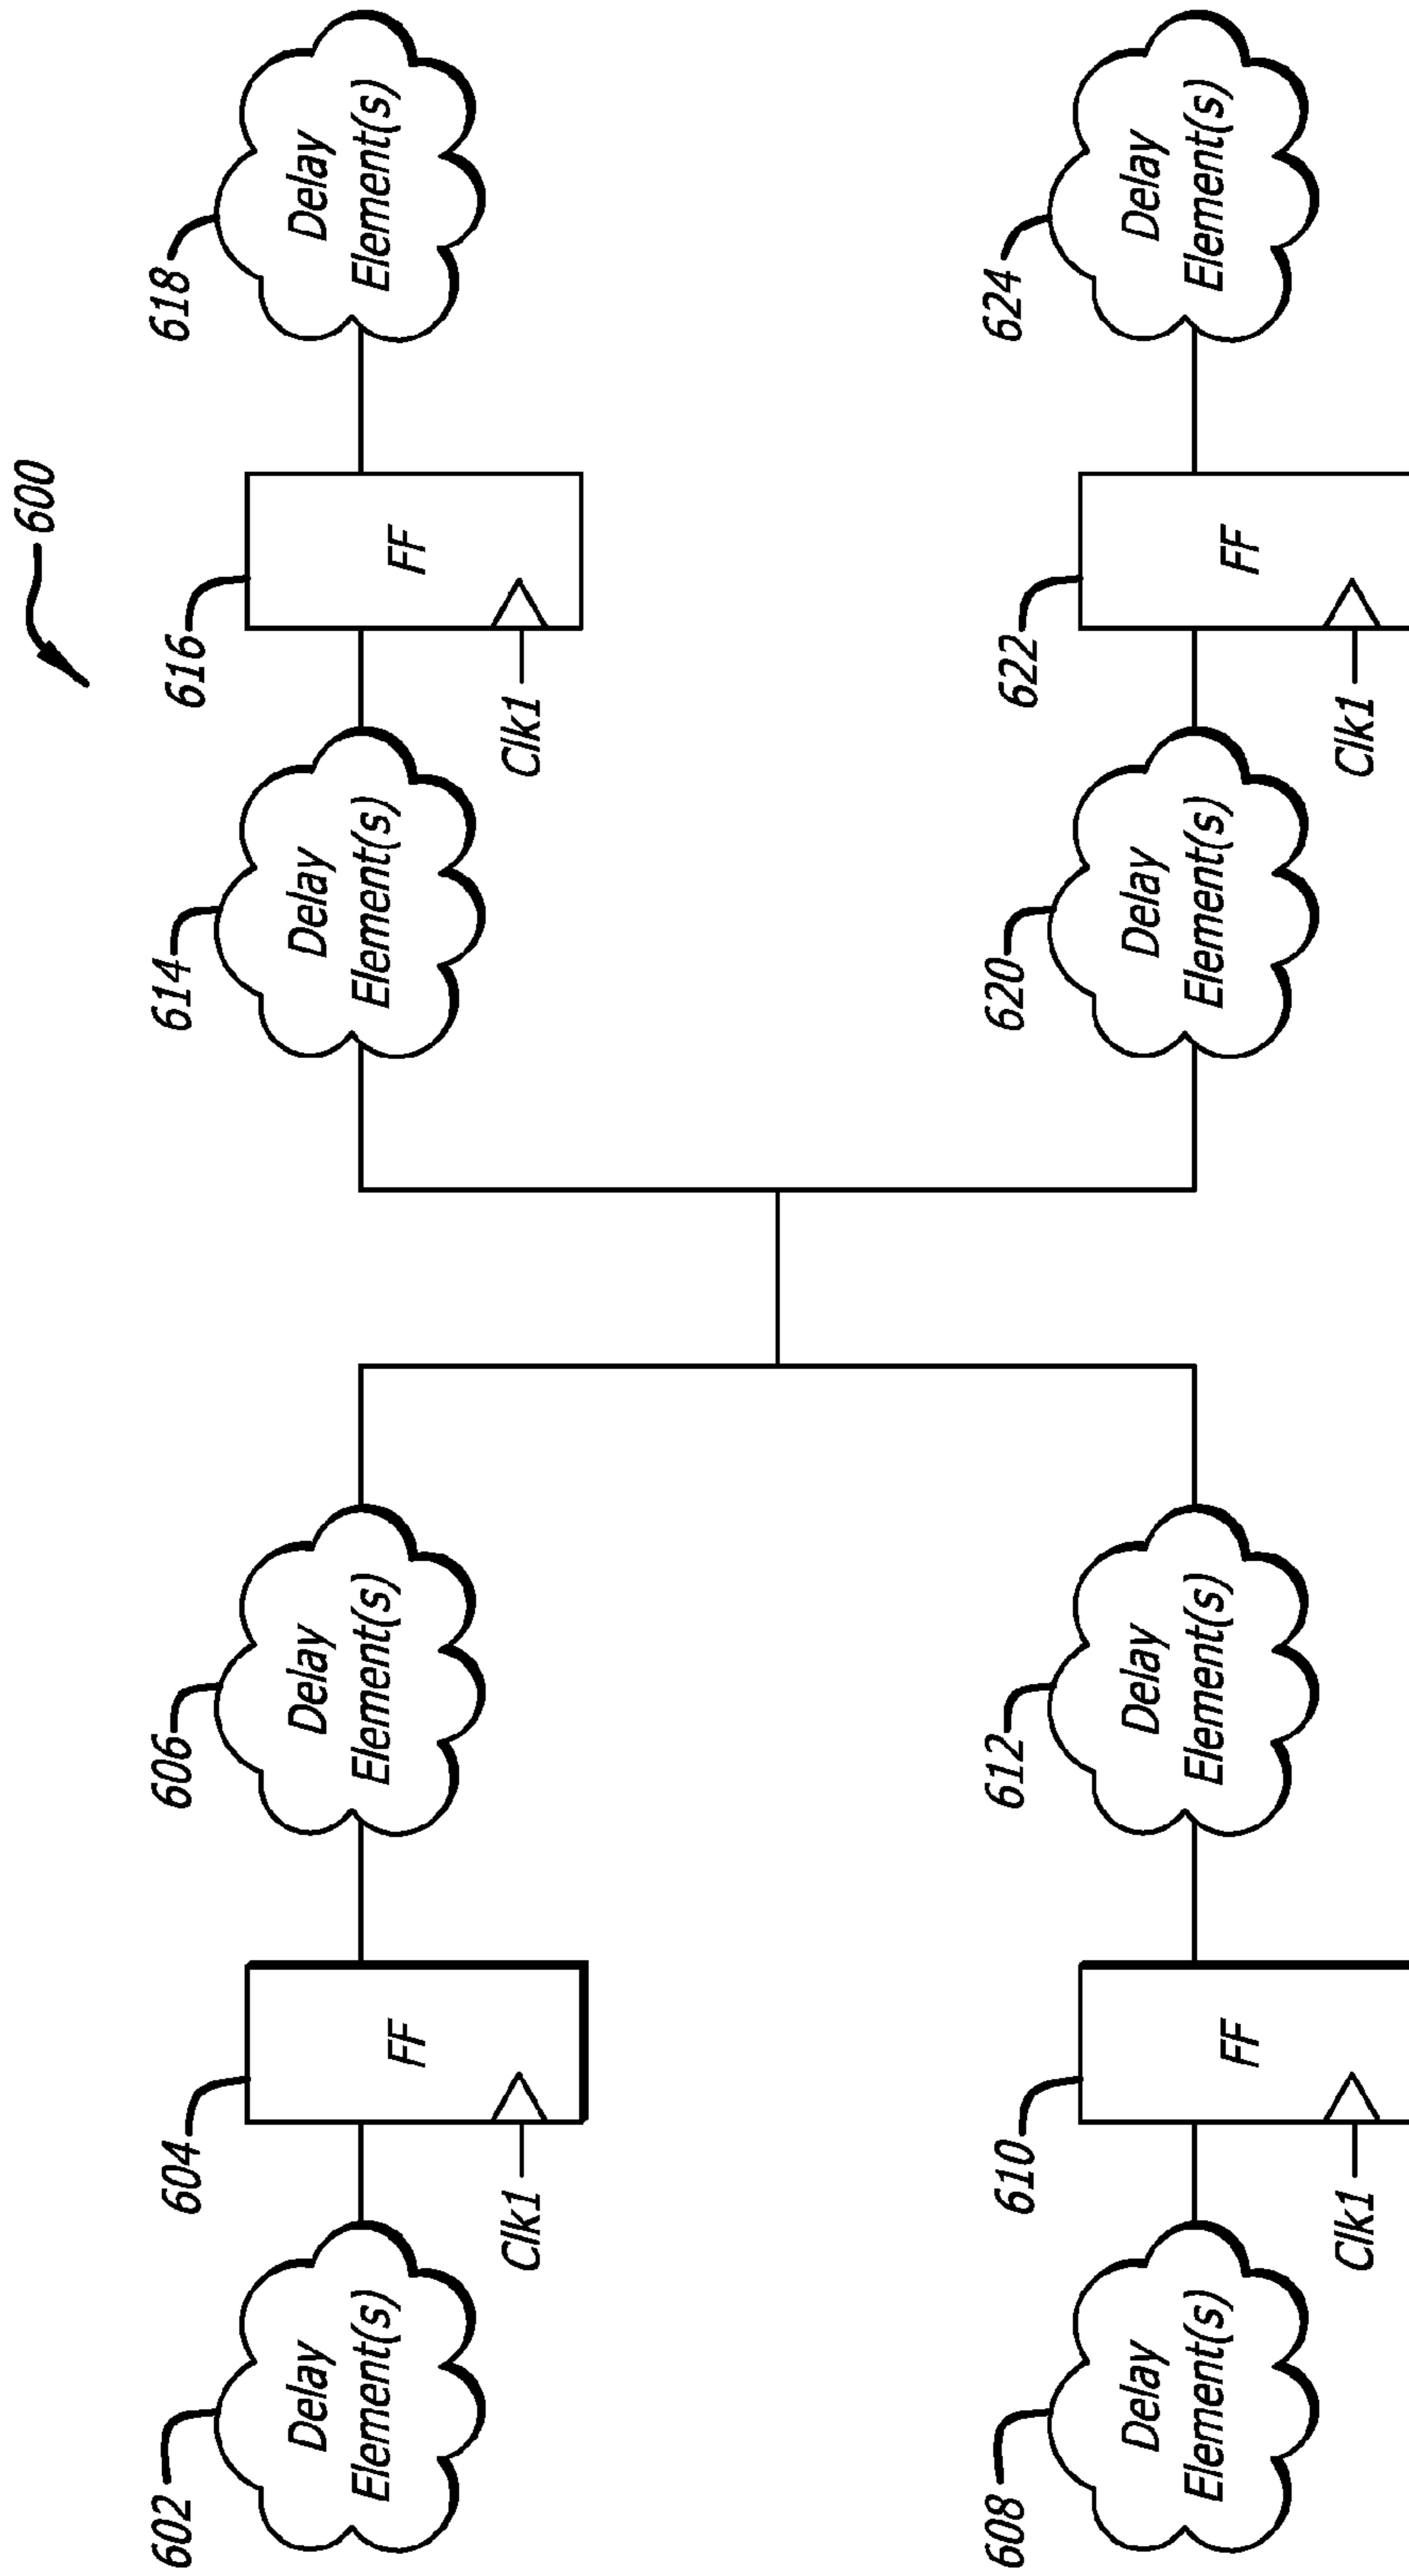 600
602
Delay
Element(s)
604
FF
Clk1
606
Delay
Element(s)
614
Delay
Element(s)
616
FF
Clk1
618
Delay
Element(s)
608
Delay
Element(s)
610
FF
Clk1
612
Delay
Element(s)
620
Delay
Element(s)
622
FF
Clk1
624
Delay
Element(s)